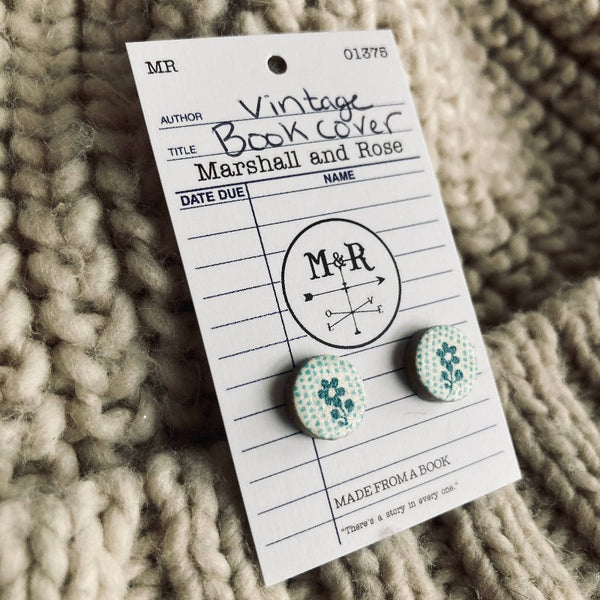 MR 01375
AUTHOR Vintage
TITLE Book cover
Marshall and Rose
DATE DUE NAME
M&R
L O V E
MADE FROM A BOOK
"There's a story in every one."